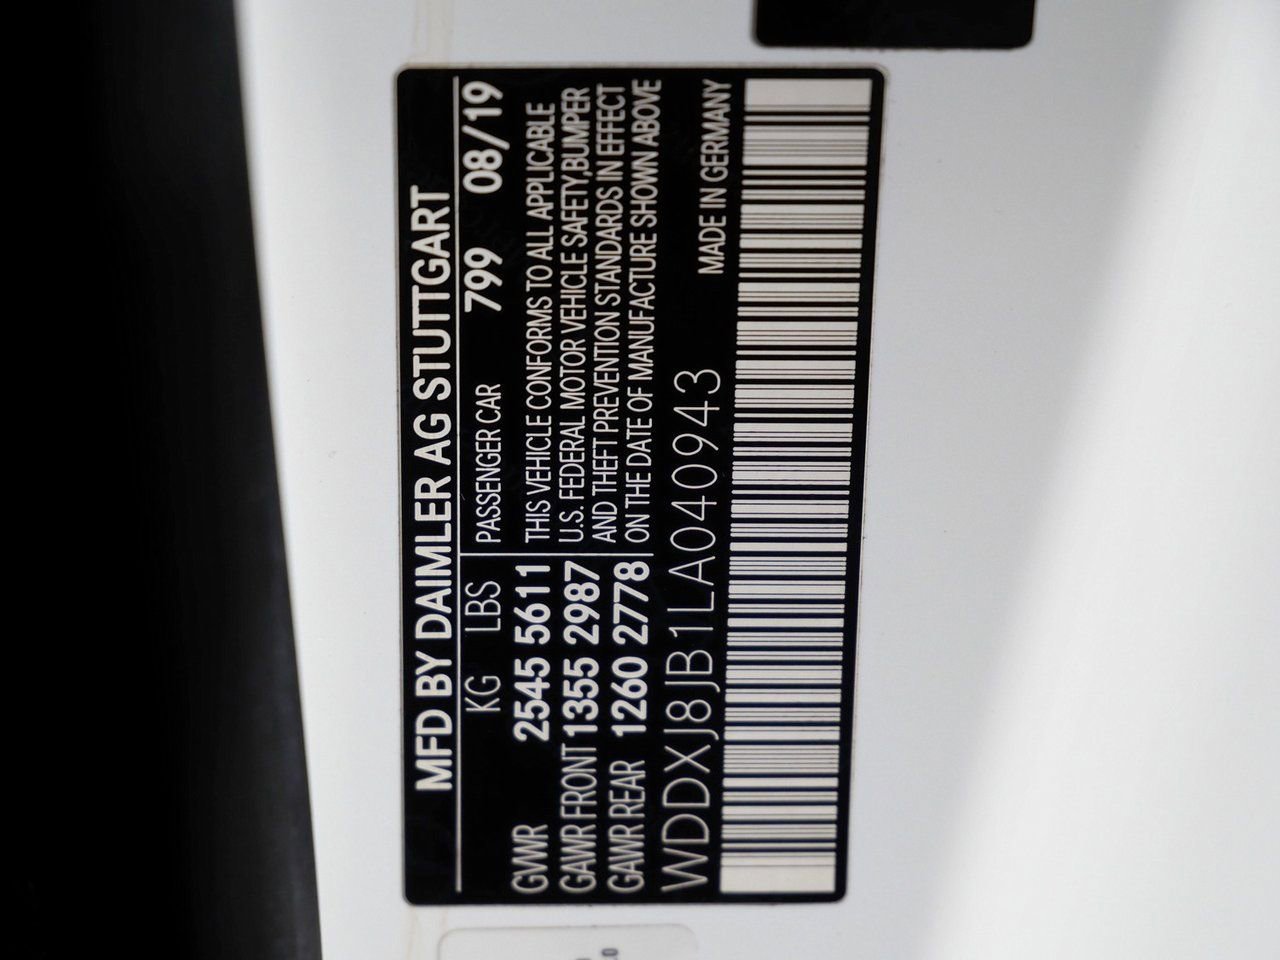 MFD BY DAIMLER AG STUTTGART
KG LBS PASSENGER CAR 799 08/19
GVWR 2545 5611 THIS VEHICLE CONFORMS TO ALL APPLICABLE
GAWR FRONT 1355 2987 U.S. FEDERAL MOTOR VEHICLE SAFETY,BUMPER
GAWR REAR 1260 2778 AND THEFT PREVENTION STANDARDS IN EFFECT
ON THE DATE OF MANUFACTURE SHOWN ABOVE
WDDXJ8JB1LA040943 MADE IN GERMANY